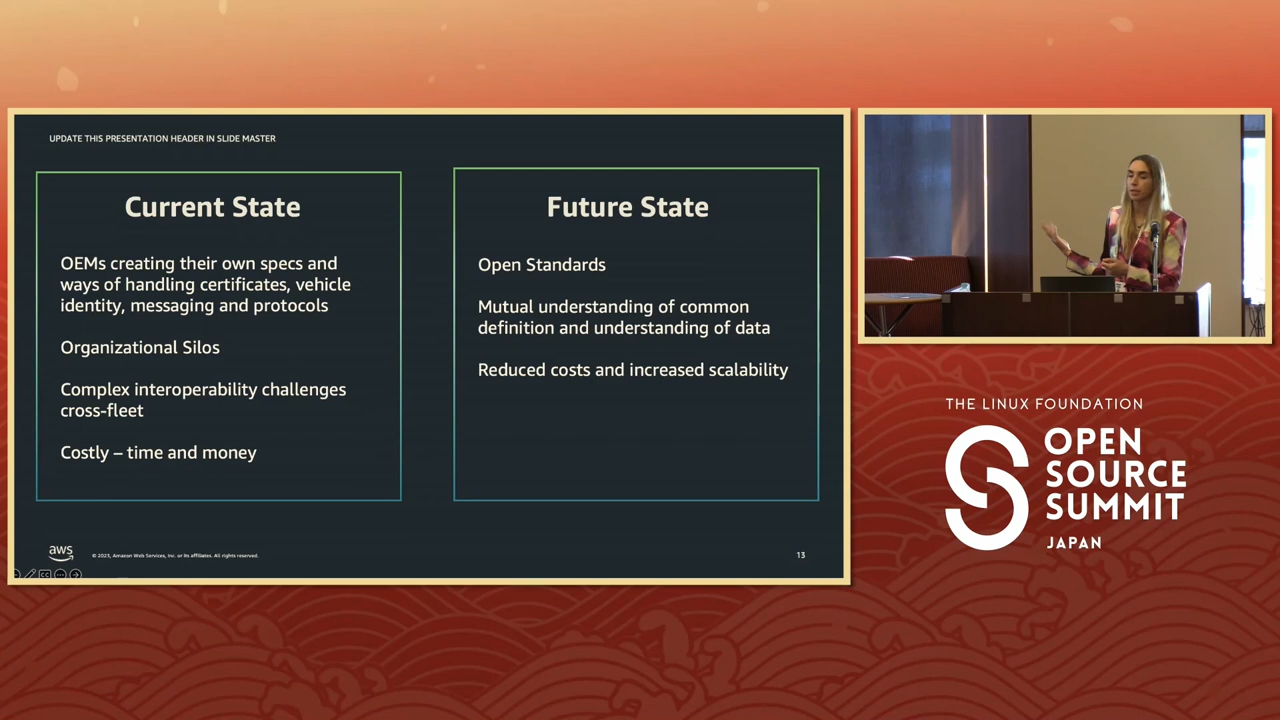 UPDATE THIS PRESENTATION HEADER IN SLIDE MASTER
Current State
OEMs creating their own specs and
ways of handling certificates, vehicle
identity, messaging and protocols
Organizational Silos
Complex interoperability challenges
cross-fleet
Costly – time and money
Future State
Open Standards
Mutual understanding of common
definition and understanding of data
Reduced costs and increased scalability
aws
© 2023, Amazon Web Services, Inc. or its affiliates. All rights reserved.
13
THE LINUX FOUNDATION
OPEN
SOURCE
SUMMIT
JAPAN